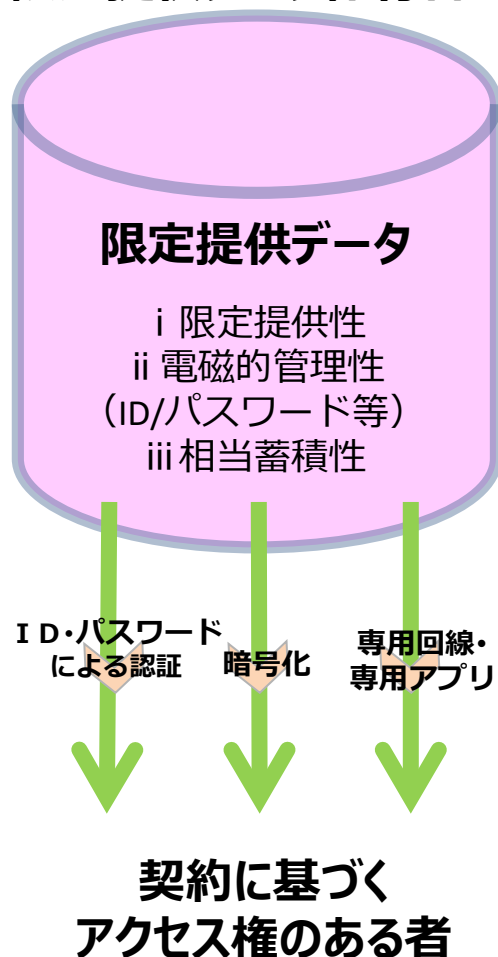 限定提供データ
ⅰ 限定提供性
ⅱ 電磁的管理性
（ID/パスワード等）
ⅲ 相当蓄積性
ＩＤ・パスワード
による認証
暗号化
専用回線・
専用アプリ
契約に基づく
アクセス権のある者